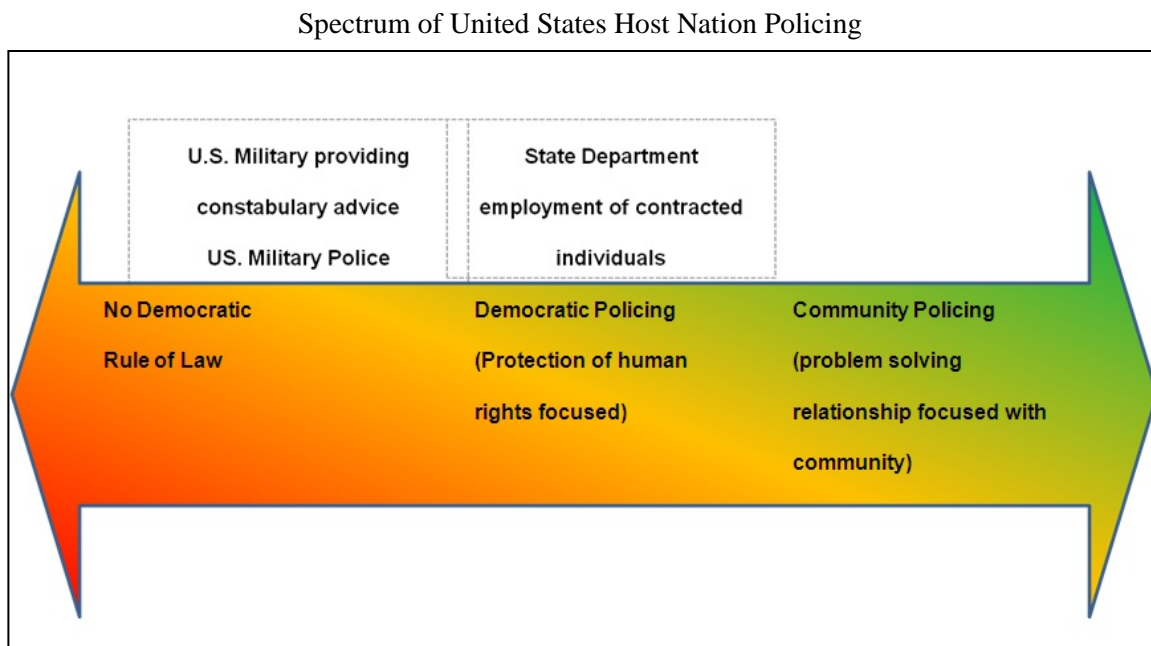 Spectrum of United States Host Nation Policing
U.S. Military providing
constabulary advice
US. Military Police
State Department
employment of contracted
individuals
No Democratic
Rule of Law
Democratic Policing
(Protection of human
rights focused)
Community Policing
(problem solving
relationship focused with
community)